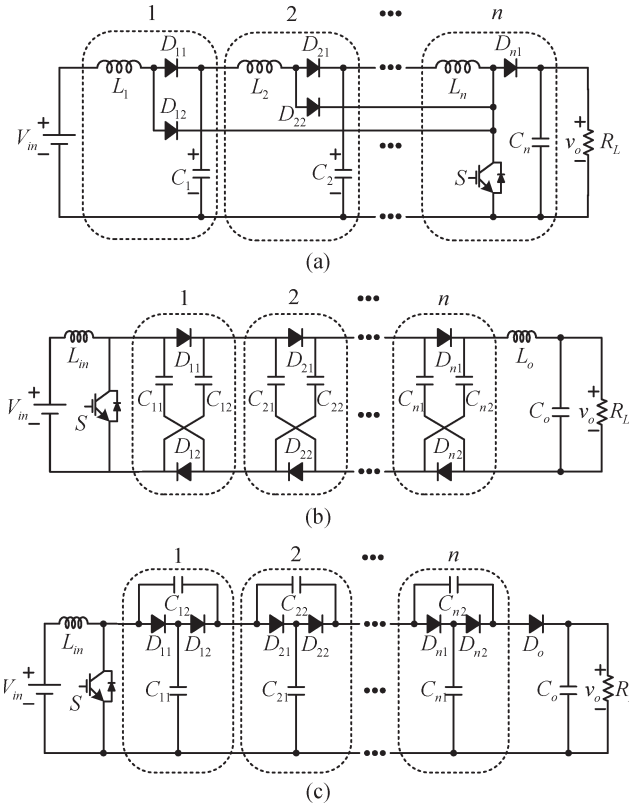 1 2 ••• n
D11 D21 Dn1
L1 L2 ••• Ln
D12 D22
+ Vin − + C1 − + C2 − ••• S Cn + vo − RL
•••
(a)
1 2 ••• n
Lin D11 D21 ••• Dn1 Lo
+ Vin − S C11 C12 C21 C22 ••• Cn1 Cn2 Co + vo − RL
D12 D22 ••• Dn2
(b)
1 2 ••• n
C12 C22 Cn2
Lin D11 D12 D21 D22 ••• Dn1 Dn2 Do
+ Vin − S C11 C21 ••• Cn1 Co + vo − R
•••
(c)